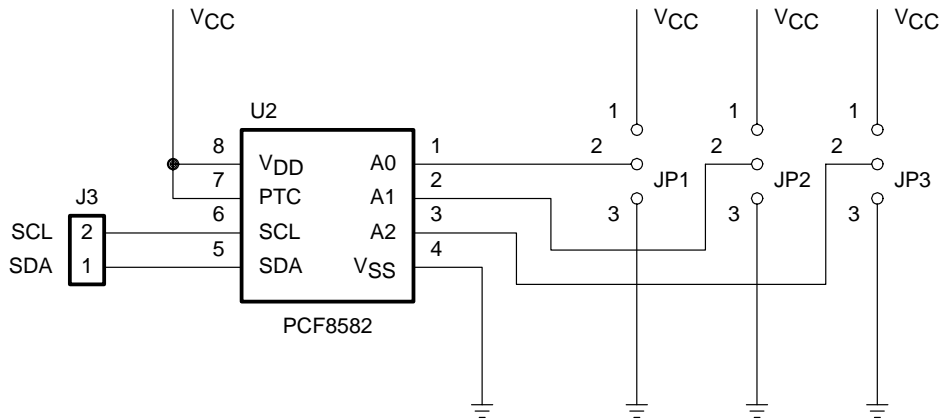 VCC VCC VCC VCC
U2
1 1 1
8 VDD A0 1 2 2 2
7 PTC A1 2 JP1 JP2 JP3
J3
SCL 2 6 SCL A2 3 3 3 3
SDA 1 5 SDA VSS 4
PCF8582